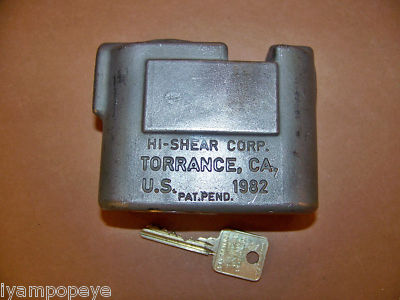 HI-SHEAR CORP.
TORRANCE, CA,
U.S. 1982
PAT.PEND.
iyampopeye